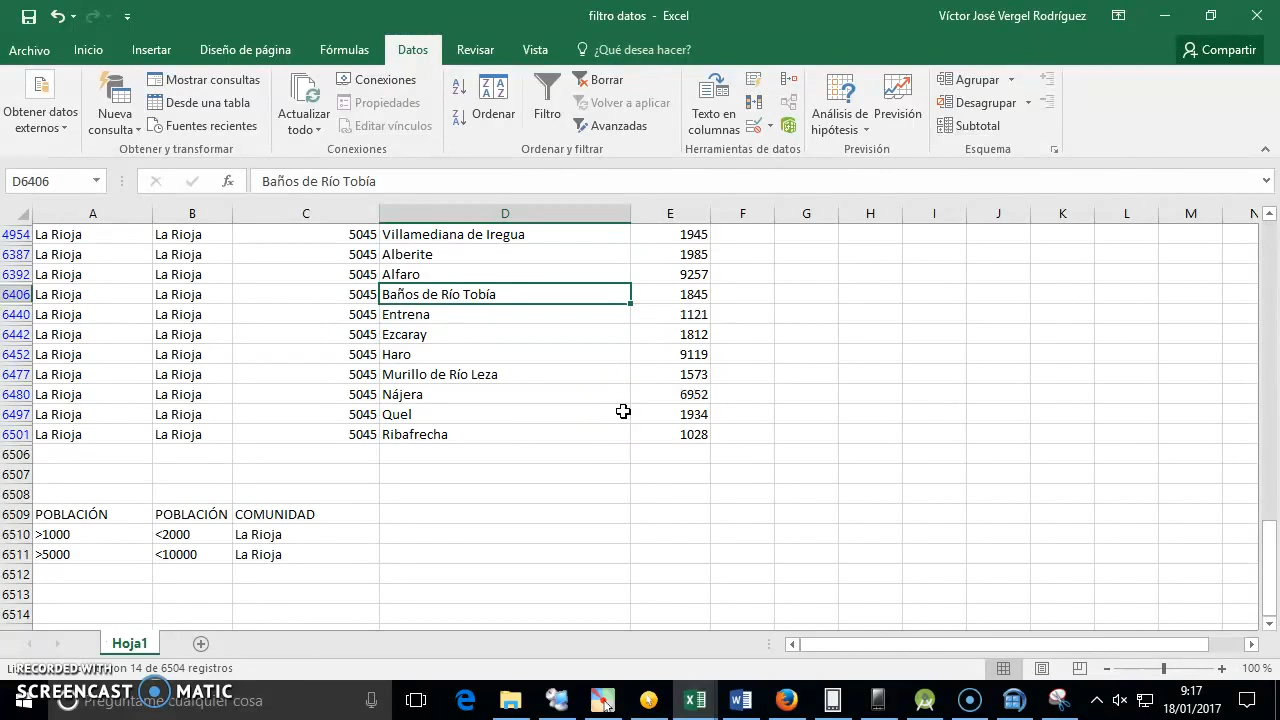 filtro datos - Excel
Víctor José Vergel Rodríguez
Archivo Inicio Insertar Diseño de página Fórmulas Datos Revisar Vista ¿Qué desea hacer? Compartir
Obtener datos externos
Nueva consulta
Mostrar consultas
Desde una tabla
Fuentes recientes
Obtener y transformar
Actualizar todo
Conexiones
Propiedades
Editar vínculos
Conexiones
Ordenar
Filtro
Borrar
Volver a aplicar
Avanzadas
Ordenar y filtrar
Texto en columnas
Herramientas de datos
Análisis de hipótesis
Previsión
Previsión
Agrupar
Desagrupar
Subtotal
Esquema
D6406 fx Baños de Río Tobía
A B C D E F G H I J K L M N
4954 La Rioja La Rioja 5045 Villamediana de Iregua 1945
6387 La Rioja La Rioja 5045 Alberite 1985
6392 La Rioja La Rioja 5045 Alfaro 9257
6406 La Rioja La Rioja 5045 Baños de Río Tobía 1845
6440 La Rioja La Rioja 5045 Entrena 1121
6442 La Rioja La Rioja 5045 Ezcaray 1812
6452 La Rioja La Rioja 5045 Haro 9119
6477 La Rioja La Rioja 5045 Murillo de Río Leza 1573
6480 La Rioja La Rioja 5045 Nájera 6952
6497 La Rioja La Rioja 5045 Quel 1934
6501 La Rioja La Rioja 5045 Ribafrecha 1028
6506
6507
6508
6509 POBLACIÓN POBLACIÓN COMUNIDAD
6510 >1000 <2000 La Rioja
6511 >5000 <10000 La Rioja
6512
6513
6514
Hoja1
14 de 6504 registros
100 %
RECORDED WITH
SCREENCAST MATIC
Pregúntame cualquier cosa
9:17
18/01/2017